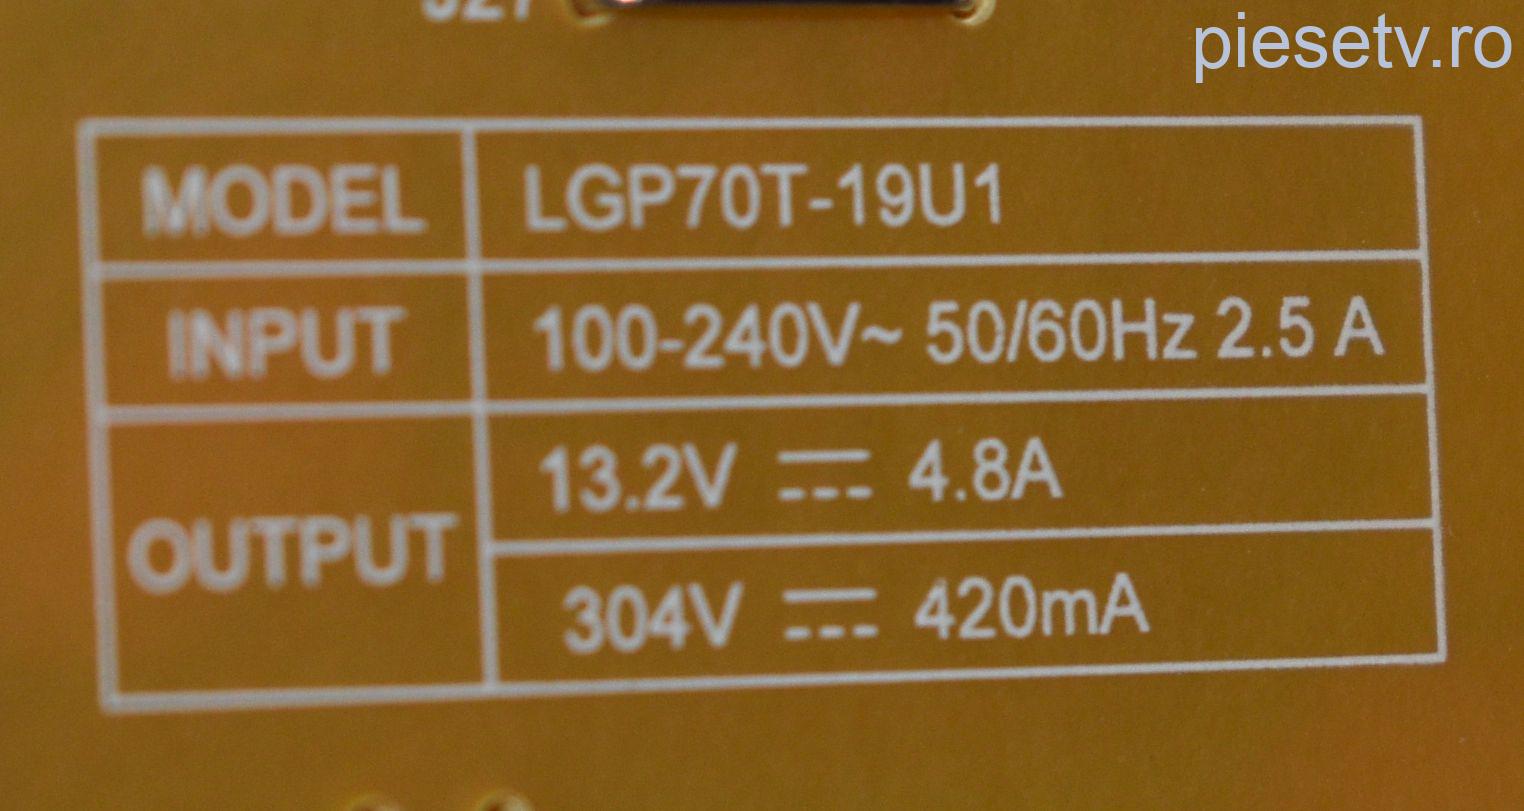 J27
piesetv.ro
MODEL LGP70T-19U1
INPUT 100-240V~ 50/60Hz 2.5 A
OUTPUT
13.2V ⎓ 4.8A
304V ⎓ 420mA